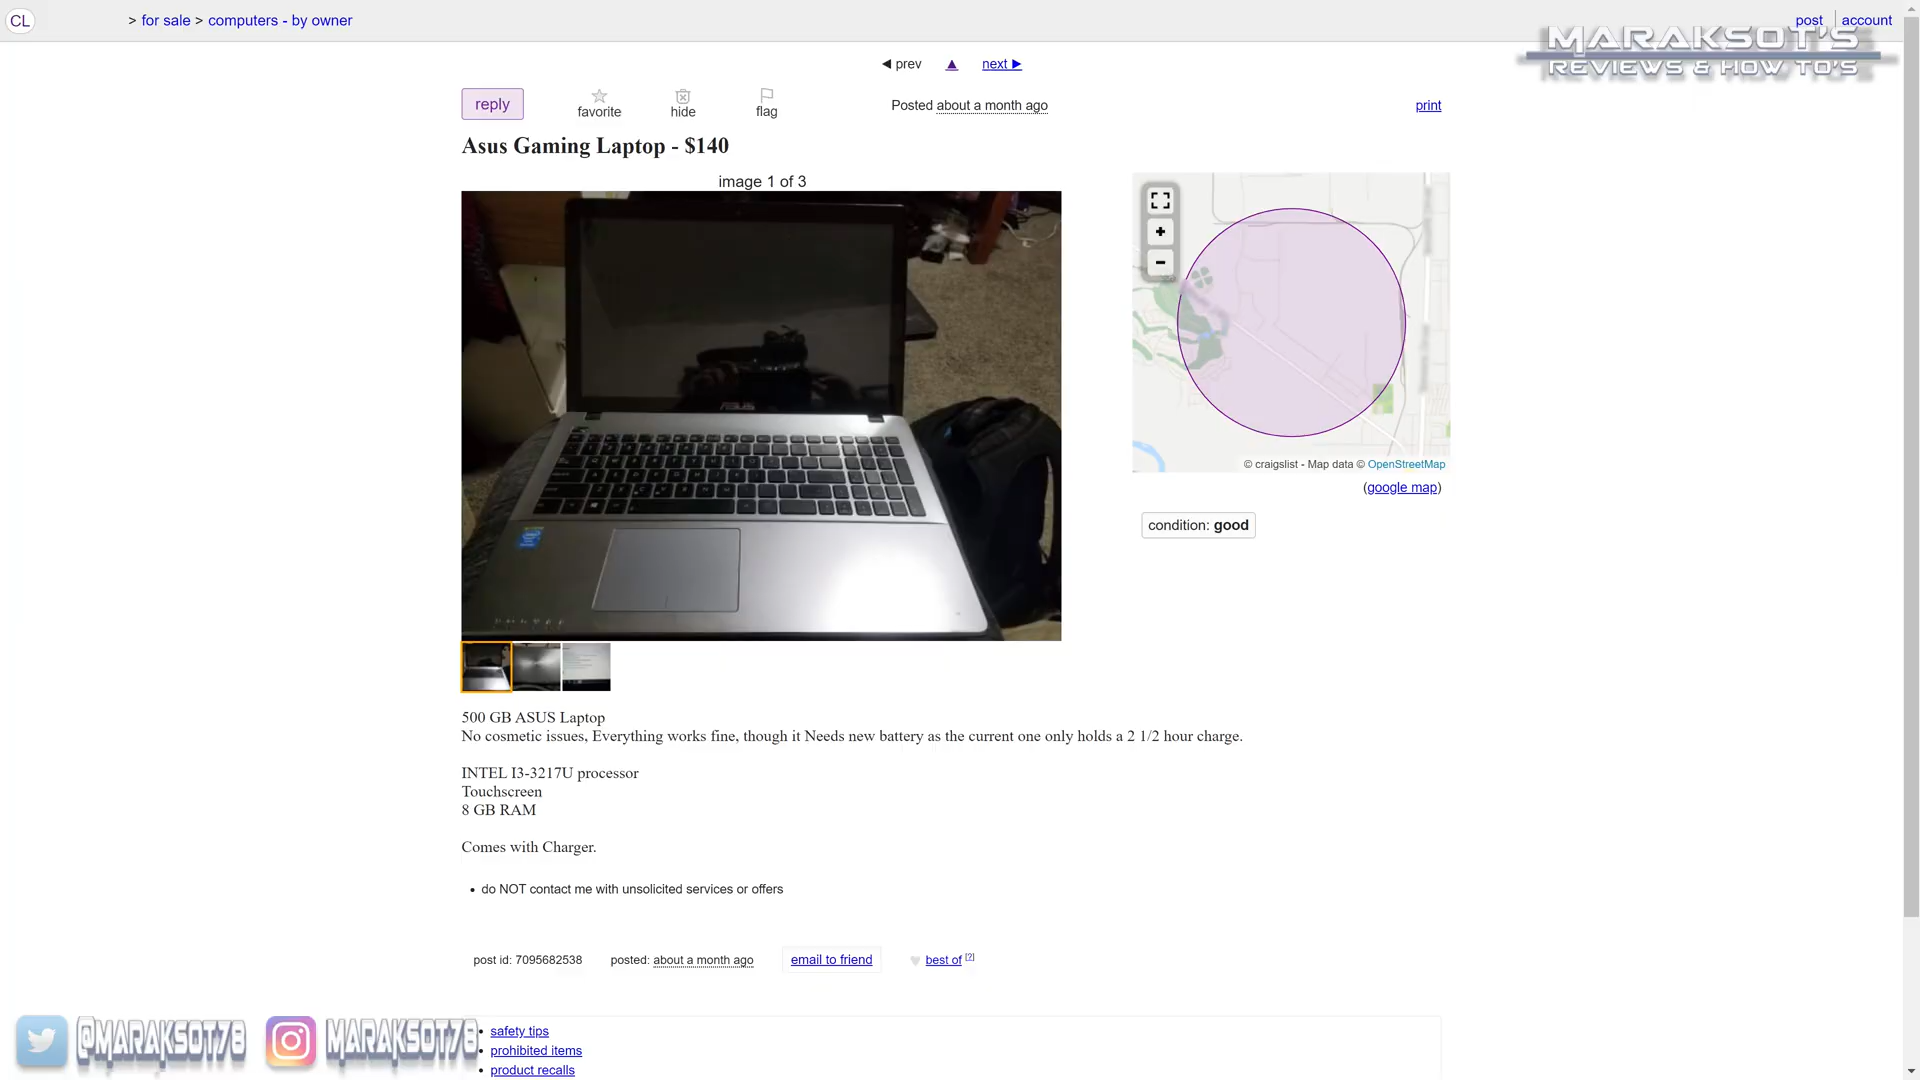 CL
> for sale > computers - by owner
post
account
MARAKSOT'S
REVIEWS & HOW TO'S
◀ prev
▲
next ▶
reply
favorite
hide
flag
Posted about a month ago
print
Asus Gaming Laptop - $140
image 1 of 3
ASUS
+
−
© craigslist - Map data © OpenStreetMap
(google map)
condition: good
500 GB ASUS Laptop
No cosmetic issues, Everything works fine, though it Needs new battery as the current one only holds a 2 1/2 hour charge.
INTEL I3-3217U processor
Touchscreen
8 GB RAM
Comes with Charger.
• do NOT contact me with unsolicited services or offers
post id: 7095682538
posted: about a month ago
email to friend
best of [?]
@MARAKSOT78
MARAKSOT78
• safety tips
• prohibited items
• product recalls